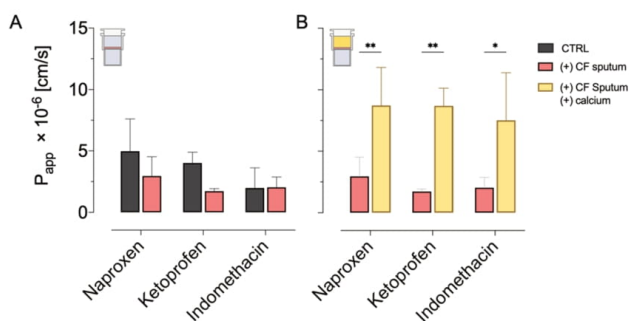 A
B
15
10
5
0
Papp × 10-6 [cm/s]
** ** *
CTRL
(+) CF sputum
(+) CF Sputum
(+) calcium
Naproxen
Ketoprofen
Indomethacin
Naproxen
Ketoprofen
Indomethacin